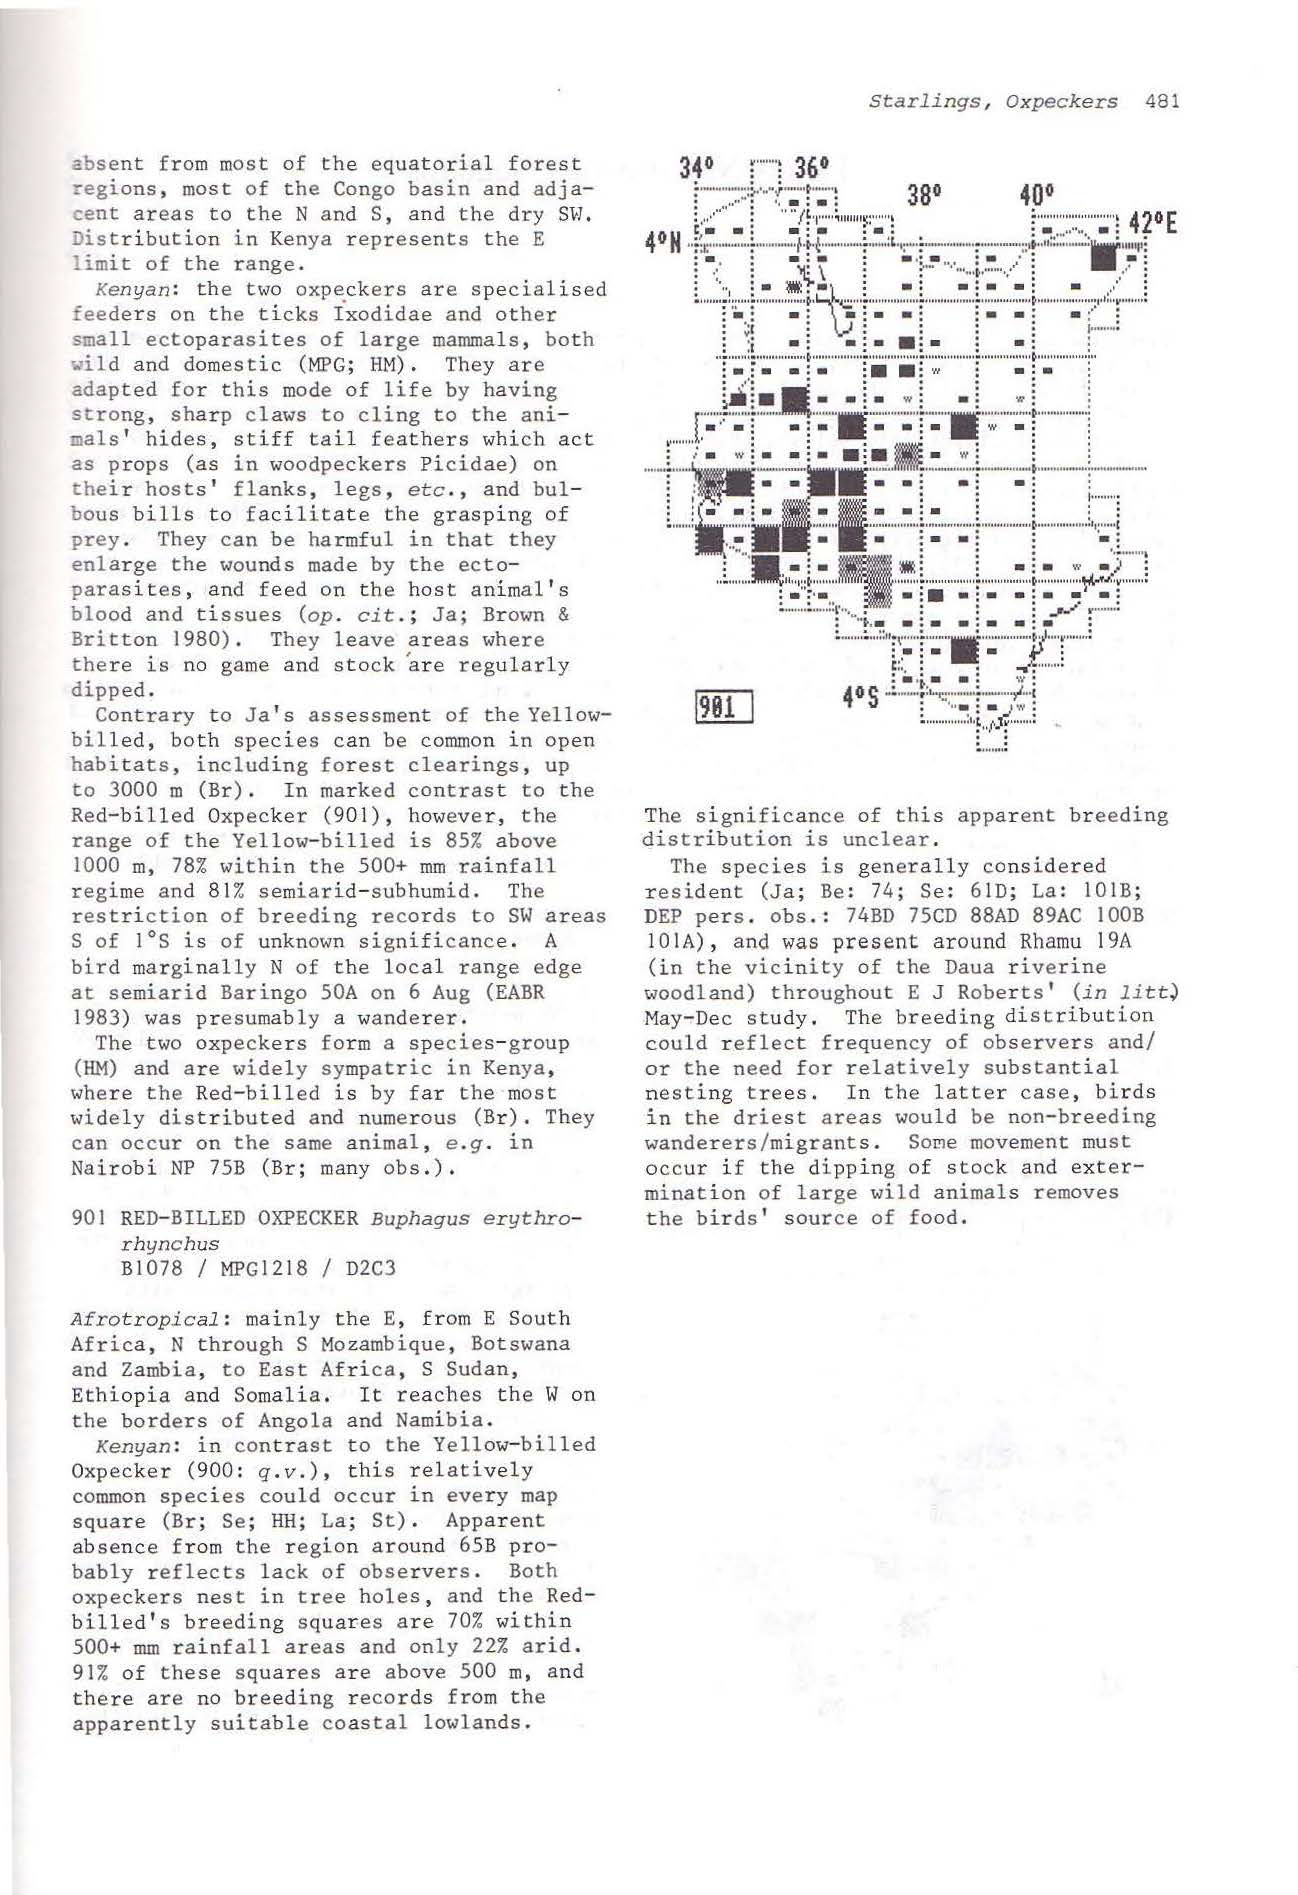 Starlings, Oxpeckers 481
absent from most of the equatorial forest
regions, most of the Congo basin and adja-
cent areas to the N and S, and the dry SW.
Distribution in Kenya represents the E
limit of the range.
Kenyan: the two oxpeckers are specialised
feeders on the ticks Ixodidae and other
small ectoparasites of large mammals, both
wild and domestic (MPG; HM). They are
adapted for this mode of life by having
strong, sharp claws to cling to the ani-
mals' hides, stiff tail feathers which act
as props (as in woodpeckers Picidae) on
their hosts' flanks, legs, etc., and bul-
bous bills to facilitate the grasping of
prey. They can be harmful in that they
enlarge the wounds made by the ecto-
parasites, and feed on the host animal's
blood and tissues (op. cit.; Ja; Brown &
Britton 1980). They leave areas where
there is no game and stock are regularly
dipped.
Contrary to Ja's assessment of the Yellow-
billed, both species can be common in open
habitats, including forest clearings, up
to 3000 m (Br). In marked contrast to the
Red-billed Oxpecker (901), however, the
range of the Yellow-billed is 85% above
1000 m, 78% within the 500+ mm rainfall
regime and 81% semiarid-subhumid. The
restriction of breeding records to SW areas
S of 1°S is of unknown significance. A
bird marginally N of the local range edge
at semiarid Baringo 50A on 6 Aug (EABR
1983) was presumably a wanderer.
The two oxpeckers form a species-group
(HM) and are widely sympatric in Kenya,
where the Red-billed is by far the most
widely distributed and numerous (Br). They
can occur on the same animal, e.g. in
Nairobi NP 75B (Br; many obs.).
901 RED-BILLED OXPECKER Buphagus erythro-
rhynchus
B1078 / MPG1218 / D2C3
Afrotropical: mainly the E, from E South
Africa, N through S Mozambique, Botswana
and Zambia, to East Africa, S Sudan,
Ethiopia and Somalia. It reaches the W on
the borders of Angola and Namibia.
Kenyan: in contrast to the Yellow-billed
Oxpecker (900: q.v.), this relatively
common species could occur in every map
square (Br; Se; HH; La; St). Apparent
absence from the region around 65B pro-
bably reflects lack of observers. Both
oxpeckers nest in tree holes, and the Red-
billed's breeding squares are 70% within
500+ mm rainfall areas and only 22% arid.
91% of these squares are above 500 m, and
there are no breeding records from the
apparently suitable coastal lowlands.
34° 36°
38° 40°
42°E
4°N
4°S
901
The significance of this apparent breeding
distribution is unclear.
The species is generally considered
resident (Ja; Be: 74; Se: 61D; La: 101B;
DEP pers. obs.: 74BD 75CD 88AD 89AC 100B
101A), and was present around Rhamu 19A
(in the vicinity of the Daua riverine
woodland) throughout E J Roberts' (in litt)
May-Dec study. The breeding distribution
could reflect frequency of observers and/
or the need for relatively substantial
nesting trees. In the latter case, birds
in the driest areas would be non-breeding
wanderers/migrants. Some movement must
occur if the dipping of stock and exter-
mination of large wild animals removes
the birds' source of food.